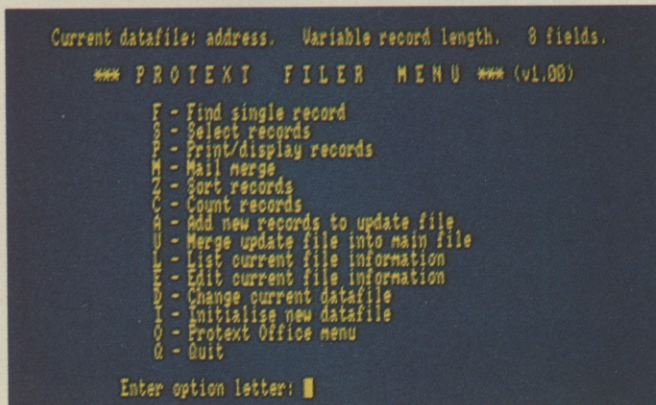 Current datafile: address.   Variable record length.   8 fields.
*** P R O T E X T   F I L E R   M E N U *** (v1.00)
F - Find single record
S - Select records
P - Print/display records
M - Mail merge
Z - Sort records
C - Count records
A - Add new records to update file
U - Merge update file into main file
L - List current file information
E - Edit current file information
D - Change current datafile
I - Initialise new datafile
O - Protext Office menu
Q - Quit
Enter option letter: